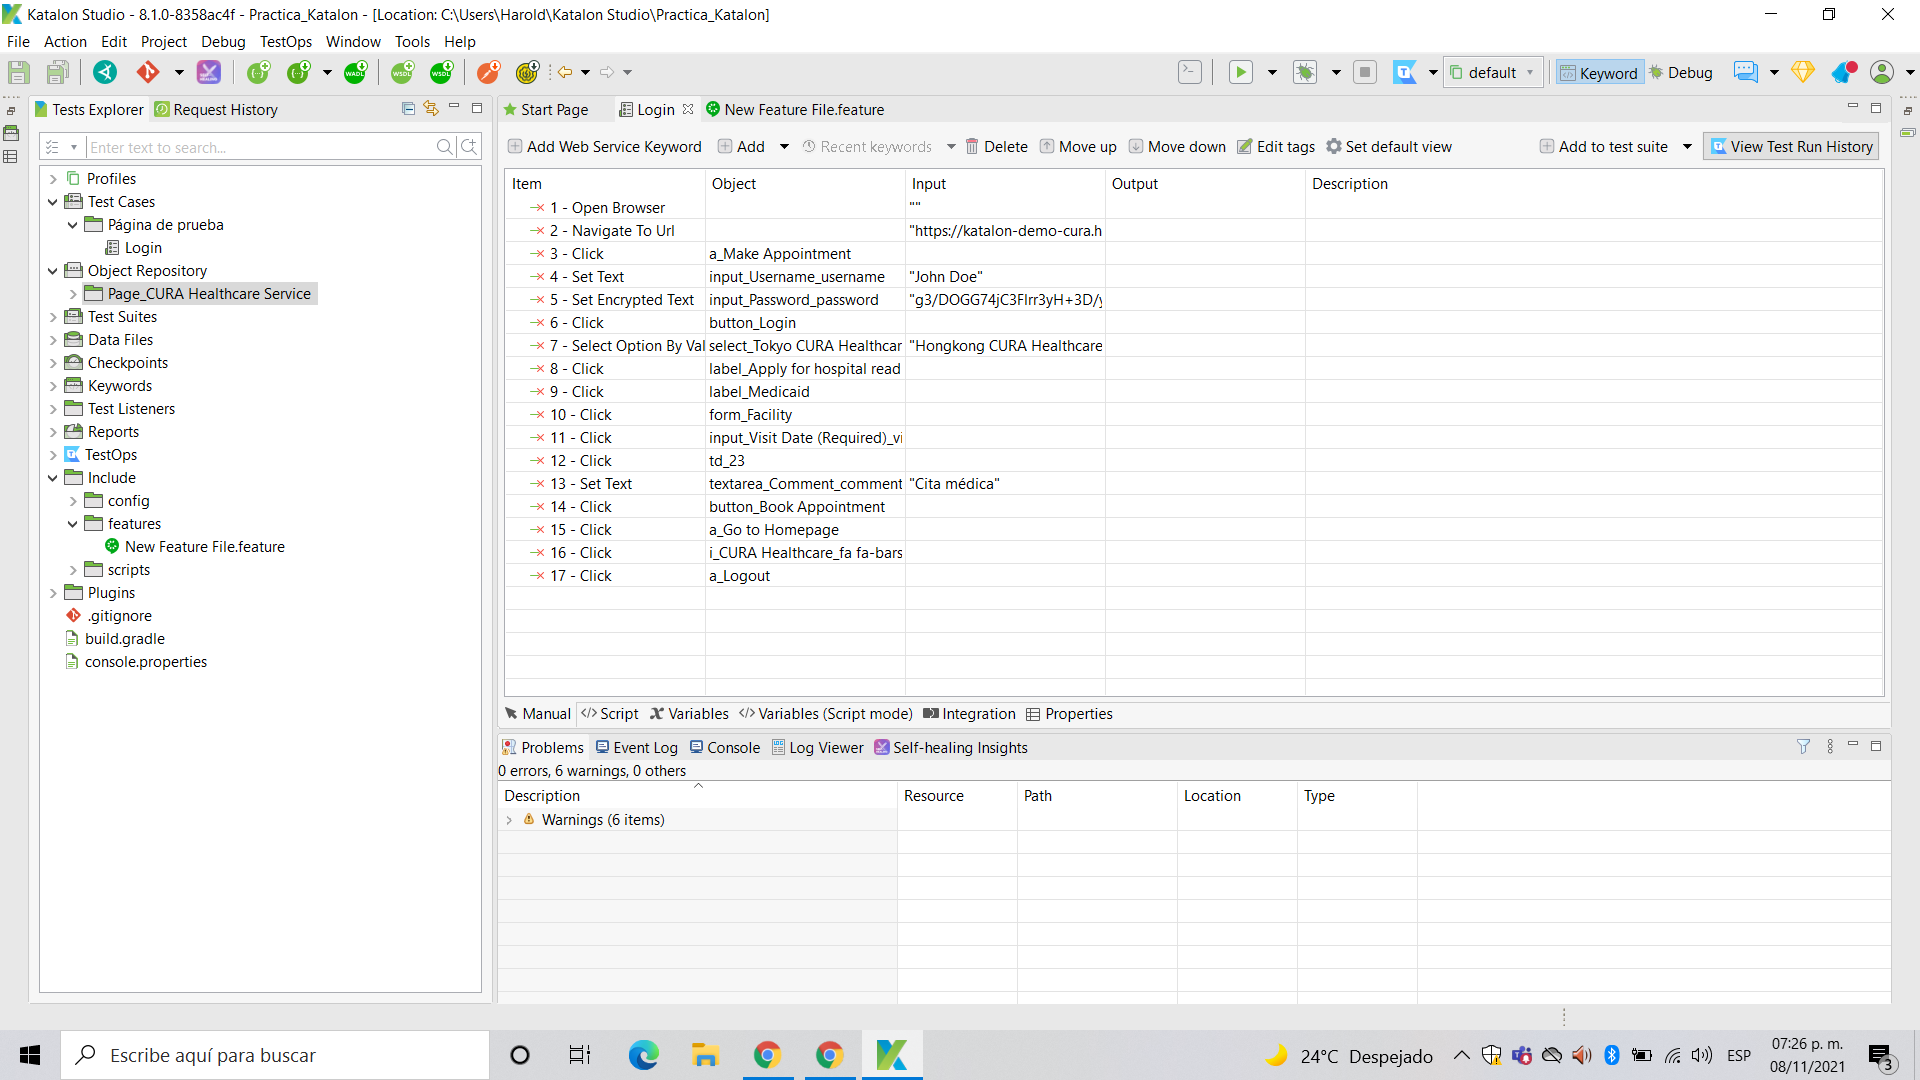 Katalon Studio - 8.1.0-8358ac4f - Practica_Katalon - [Location: C:\Users\Harold\Katalon Studio\Practica_Katalon]
File Action Edit Project Debug TestOps Window Tools Help
default Keyword Debug
Tests Explorer Request History
Enter text to search...
Profiles
Test Cases
Página de prueba
Login
Object Repository
Page_CURA Healthcare Service
Test Suites
Data Files
Checkpoints
Keywords
Test Listeners
Reports
TestOps
Include
config
features
New Feature File.feature
scripts
Plugins
.gitignore
build.gradle
console.properties
Start Page Login New Feature File.feature
Add Web Service Keyword Add Recent keywords Delete Move up Move down Edit tags Set default view Add to test suite View Test Run History
Item Object Input Output Description
1 - Open Browser ""
2 - Navigate To Url "https://katalon-demo-cura.h
3 - Click a_Make Appointment
4 - Set Text input_Username_username "John Doe"
5 - Set Encrypted Text input_Password_password "g3/DOGG74jC3Flrr3yH+3D/y
6 - Click button_Login
7 - Select Option By Val select_Tokyo CURA Healthcar "Hongkong CURA Healthcare
8 - Click label_Apply for hospital read
9 - Click label_Medicaid
10 - Click form_Facility
11 - Click input_Visit Date (Required)_vi
12 - Click td_23
13 - Set Text textarea_Comment_comment "Cita médica"
14 - Click button_Book Appointment
15 - Click a_Go to Homepage
16 - Click i_CURA Healthcare_fa fa-bars
17 - Click a_Logout
Manual Script Variables Variables (Script mode) Integration Properties
Problems Event Log Console Log Viewer Self-healing Insights
0 errors, 6 warnings, 0 others
Description Resource Path Location Type
Warnings (6 items)
Escribe aquí para buscar
24°C Despejado
ESP
07:26 p. m.
08/11/2021
3